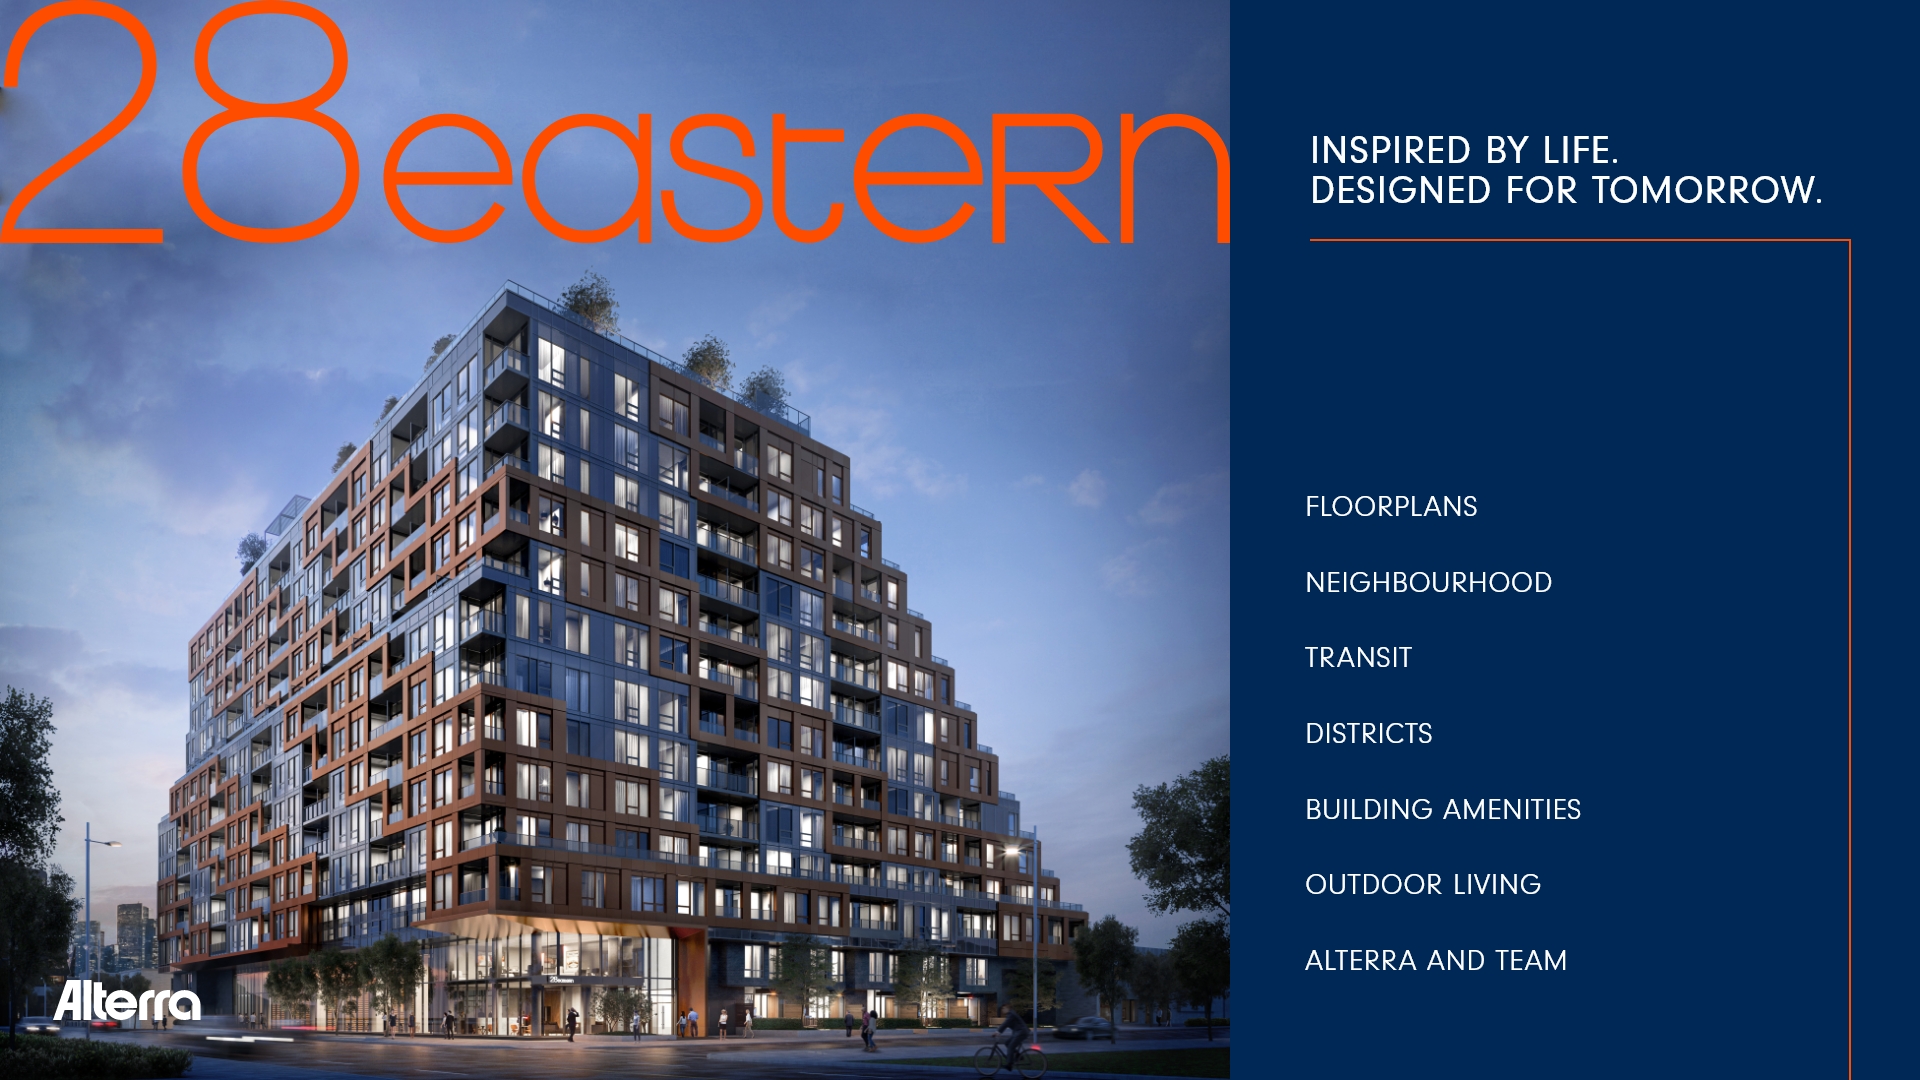 28eastern
INSPIRED BY LIFE.
DESIGNED FOR TOMORROW.
FLOORPLANS
NEIGHBOURHOOD
TRANSIT
DISTRICTS
BUILDING AMENITIES
OUTDOOR LIVING
ALTERRA AND TEAM
28eastern
Alterra